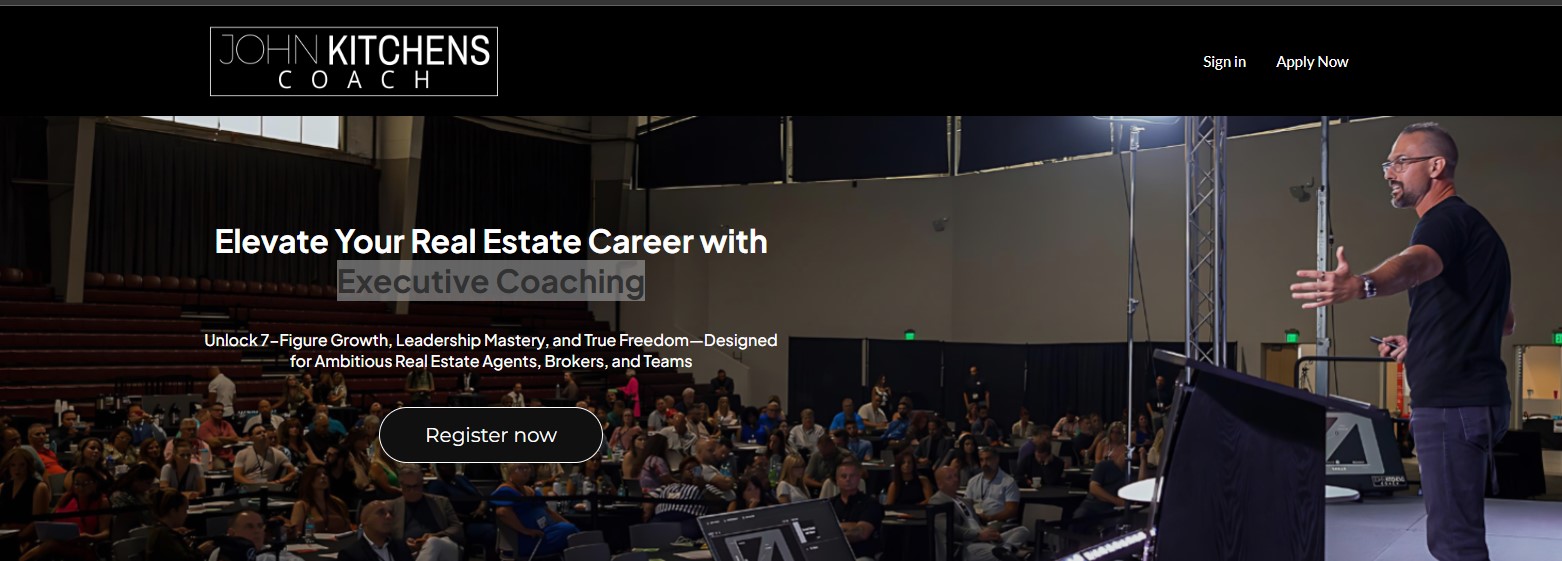 JOHN KITCHENS
COACH
Sign in
Apply Now
Elevate Your Real Estate Career with
Executive Coaching
Unlock 7-Figure Growth, Leadership Mastery, and True Freedom—Designed
for Ambitious Real Estate Agents, Brokers, and Teams
Register now